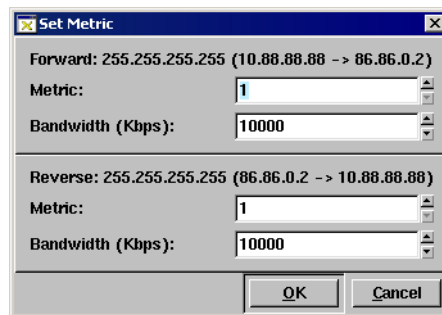 Set Metric
Forward: 255.255.255.255 (10.88.88.88 -> 86.86.0.2)
Metric: 1
Bandwidth (Kbps): 10000
Reverse: 255.255.255.255 (86.86.0.2 -> 10.88.88.88)
Metric: 1
Bandwidth (Kbps): 10000
OK Cancel